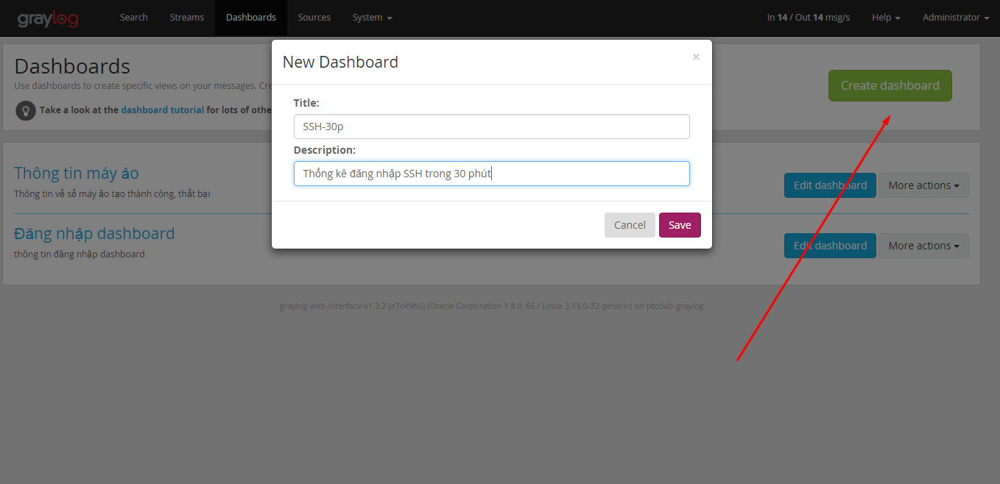 graylog Search Streams Dashboards Sources System In 14 / Out 14 msg/s Help Administrator
New Dashboard ×
Title:
SSH-30p
Description:
Thống kê đăng nhập SSH trong 30 phút
Cancel Save
Dashboards
Use dashboards to create specific views on your messages. Cre
Take a look at the dashboard tutorial for lots of othe
Create dashboard
Thông tin máy ảo
Thông tin về số máy ảo tạo thành công, thất bại
Edit dashboard More actions
Đăng nhập dashboard
thông tin đăng nhập dashboard
Edit dashboard More actions
graylog-web-interface v1.3.2 (e7c49b6) (Oracle Corporation 1.8.0_66 / Linux 3.13.0-32-generic) on ptcclab-graylog